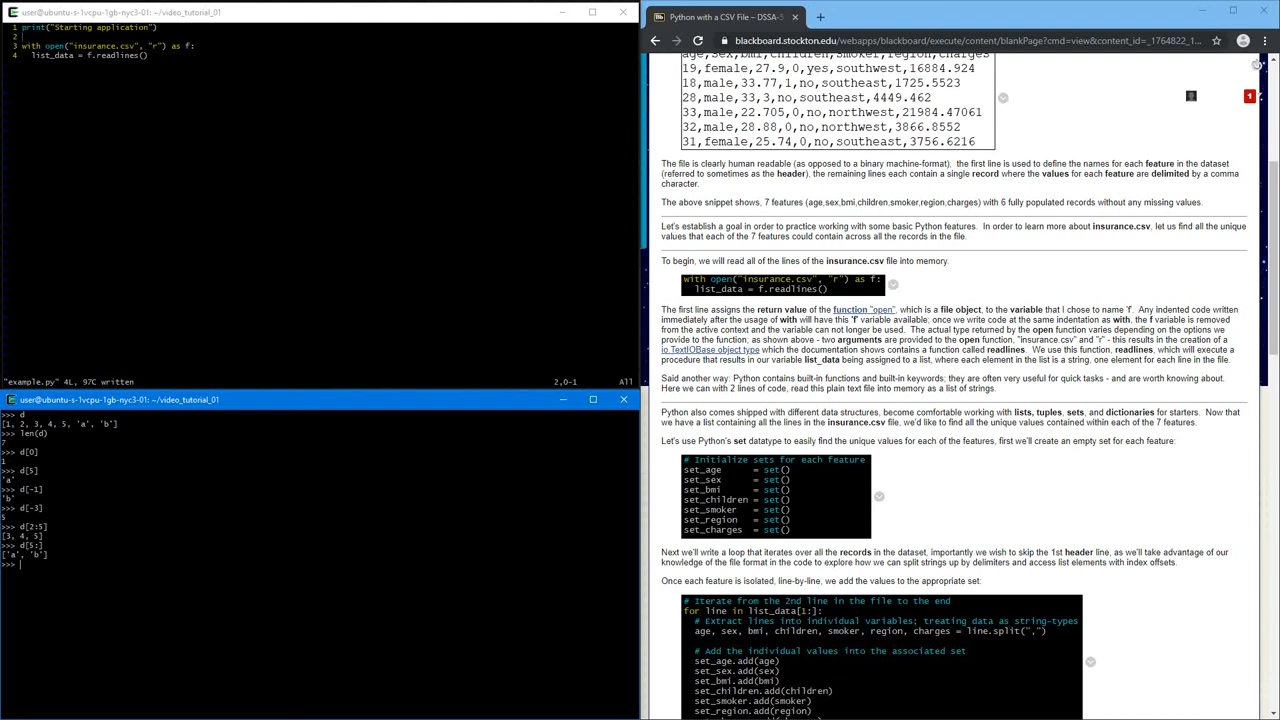 user@ubuntu-s-1vcpu-1gb-nyc3-01: ~/video_tutorial_01
1 print("Starting application")
2
3 with open("insurance.csv", "r") as f:
4   list_data = f.readlines()
"example.py" 4L, 97C written
2,0-1
All
user@ubuntu-s-1vcpu-1gb-nyc3-01: ~/video_tutorial_01
>>> d
[1, 2, 3, 4, 5, 'a', 'b']
>>> len(d)
7
>>> d[0]
1
>>> d[5]
'a'
>>> d[-1]
'b'
>>> d[-3]
5
>>> d[2:5]
[3, 4, 5]
>>> d[5:]
['a', 'b']
>>>
Bb
Python with a CSV File – DSSA-5
blackboard.stockton.edu/webapps/blackboard/execute/content/blankPage?cmd=view&content_id=_1764822_1...
age,sex,bmi,children,smoker,region,charges
19,female,27.9,0,yes,southwest,16884.924
18,male,33.77,1,no,southeast,1725.5523
28,male,33,3,no,southeast,4449.462
33,male,22.705,0,no,northwest,21984.47061
32,male,28.88,0,no,northwest,3866.8552
31,female,25.74,0,no,southeast,3756.6216
1
The file is clearly human readable (as opposed to a binary machine-format); the first line is used to define the names for each feature in the dataset
(referred to sometimes as the header), the remaining lines each contain a single record where the values for each feature are delimited by a comma
character.
The above snippet shows, 7 features (age,sex,bmi,children,smoker,region,charges) with 6 fully populated records without any missing values.
Let's establish a goal in order to practice working with some basic Python features. In order to learn more about insurance.csv, let us find all the unique
values that each of the 7 features could contain across all the records in the file.
To begin, we will read all of the lines of the insurance.csv file into memory.
with open("insurance.csv", "r") as f:
list_data = f.readlines()
The first line assigns the return value of the function "open", which is a file object, to the variable that I chose to name 'f'. Any indented code written
immediately after the usage of with will have this 'f' variable available; once we write code at the same indentation as with, the f variable is removed
from the active context and the variable can not longer be used. The actual type returned by the open function varies depending on the options we
provide to the function; as shown above - two arguments are provided to the open function, "insurance.csv" and "r" - this results in the creation of a
io.TextIOBase object type which the documentation shows contains a function called readlines. We use this function, readlines, which will execute a
procedure that results in our variable list_data being assigned to a list, where each element in the list is a string, one element for each line in the file.
Said another way: Python contains built-in functions and built-in keywords; they are often very useful for quick tasks - and are worth knowing about.
Here we can with 2 lines of code, read this plain text file into memory as a list of strings.
Python also comes shipped with different data structures, become comfortable working with lists, tuples, sets, and dictionaries for starters. Now that
we have a list containing all the lines in the insurance.csv file, we'd like to find all the unique values contained within each of the 7 features.
Let's use Python's set datatype to easily find the unique values for each of the features, first we'll create an empty set for each feature:
# Initialize sets for each feature
set_age = set()
set_sex = set()
set_bmi = set()
set_children = set()
set_smoker = set()
set_region = set()
set_charges = set()
Next we'll write a loop that iterates over all the records in the dataset, importantly we wish to skip the 1st header line, as we'll take advantage of our
knowledge of the file format in the code to explore how we can split strings up by delimiters and access list elements with index offsets.
Once each feature is isolated, line-by-line, we add the values to the appropriate set:
# Iterate from the 2nd line in the file to the end
for line in list_data[1:]:
# Extract lines into individual variables; treating data as string-types
age, sex, bmi, children, smoker, region, charges = line.split(",")
# Add the individual values into the associated set
set_age.add(age)
set_sex.add(sex)
set_bmi.add(bmi)
set_children.add(children)
set_smoker.add(smoker)
set_region.add(region)